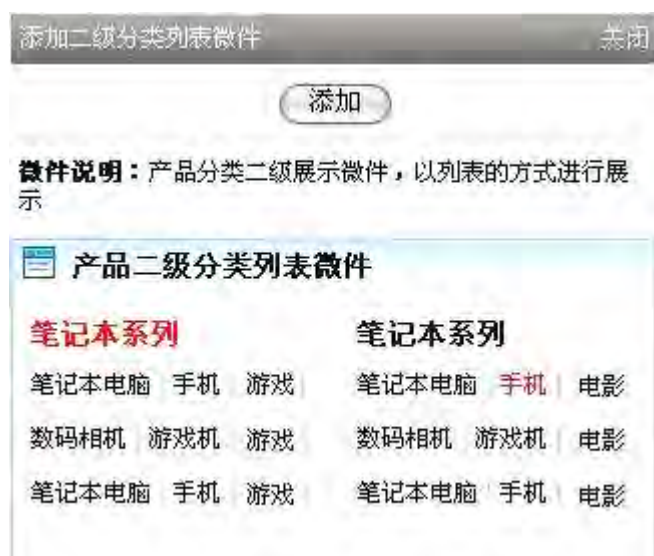 添加二级分类列表微件 关闭
添加
微件说明：产品分类二级展示微件，以列表的方式进行展
示
产品二级分类列表微件
笔记本系列 笔记本系列
笔记本电脑 手机 游戏 笔记本电脑 手机 电影
数码相机 游戏机 游戏 数码相机 游戏机 电影
笔记本电脑 手机 游戏 笔记本电脑 手机 电影